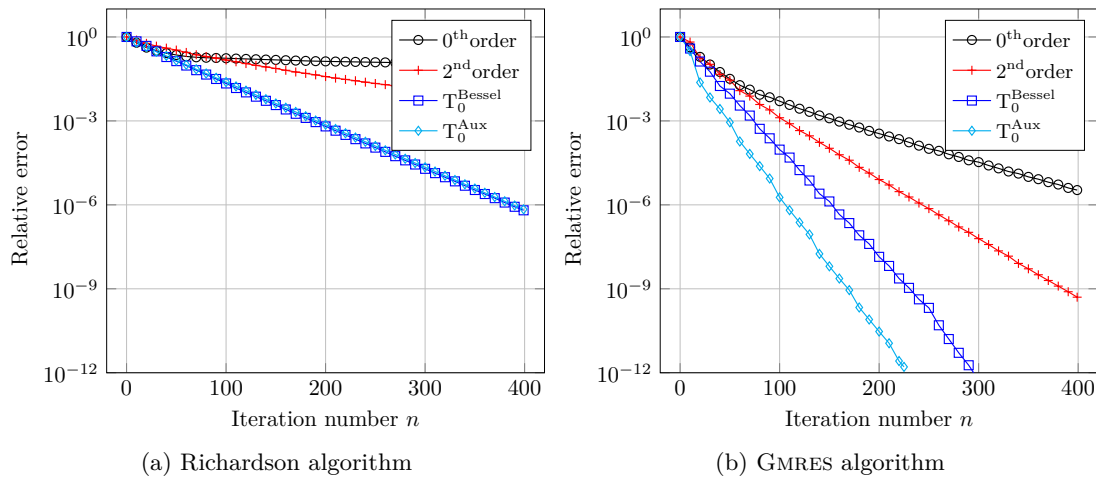 10^0
10^−3
10^−6
10^−9
10^−12
Relative error
0 100 200 300 400
Iteration number n
0^th order
2^nd order
T_0^Bessel
T_0^Aux
(a) Richardson algorithm
10^0
10^−3
10^−6
10^−9
10^−12
Relative error
0 100 200 300 400
Iteration number n
0^th order
2^nd order
T_0^Bessel
T_0^Aux
(b) GMRES algorithm